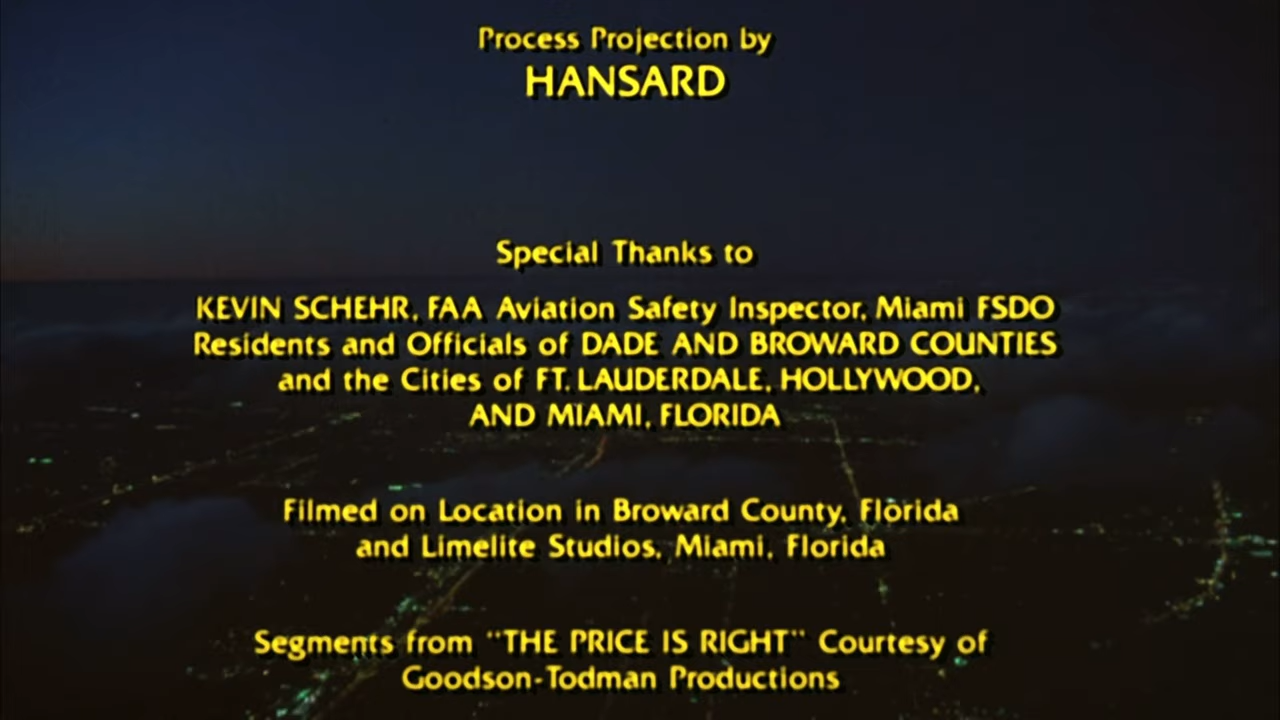 Process Projection by
HANSARD
Special Thanks to
KEVIN SCHEHR, FAA Aviation Safety Inspector, Miami FSDO
Residents and Officials of DADE AND BROWARD COUNTIES
and the Cities of FT. LAUDERDALE, HOLLYWOOD,
AND MIAMI, FLORIDA
Filmed on Location in Broward County, Florida
and Limelite Studios, Miami, Florida
Segments from "THE PRICE IS RIGHT" Courtesy of
Goodson-Todman Productions